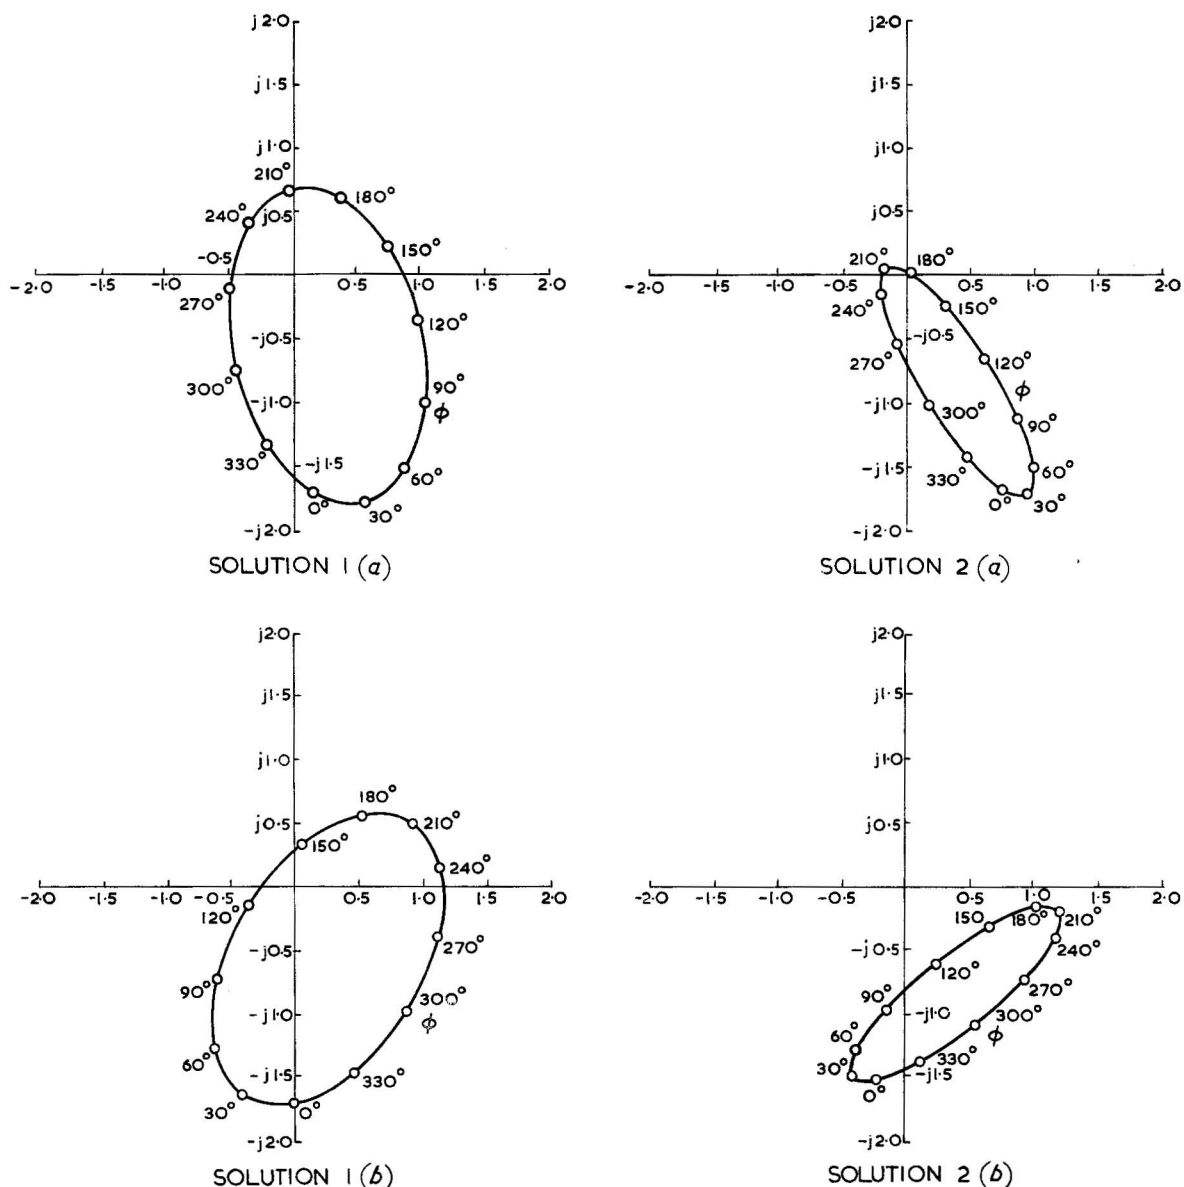 j2.0
j1.5
j1.0
210°
180°
240°
j0.5
150°
-0.5
-2.0 -1.5 -1.0 0.5 1.0 1.5 2.0
270°
120°
-j0.5
300°
90°
-j1.0
ϕ
330°
-j1.5
60°
0°
30°
-j2.0
SOLUTION 1 (a)
j2.0
j1.5
j1.0
j0.5
210° 180°
-2.0 -1.5 -1.0 -0.5 0.5 1.0 1.5 2.0
240°
150°
-j0.5
270°
120°
ϕ
-j1.0
300°
90°
-j1.5
330°
60°
0°
30°
-j2.0
SOLUTION 2 (a)
j2.0
j1.5
j1.0
180°
j0.5
210°
150°
240°
-2.0 -1.5 -1.0 -0.5 0.5 1.0 1.5 2.0
120°
-j0.5
270°
90°
300°
-j1.0
ϕ
60°
-j1.5
330°
30°
0°
-j2.0
SOLUTION 1 (b)
j2.0
j1.5
j1.0
j0.5
-2.0 -1.5 -1.0 -0.5 0.5 1.0 1.5 2.0
150 180° 210°
-j0.5
240°
120°
270°
90°
-j1.0
300°
60°
ϕ
330°
30°
-j1.5
0°
-j2.0
SOLUTION 2 (b)